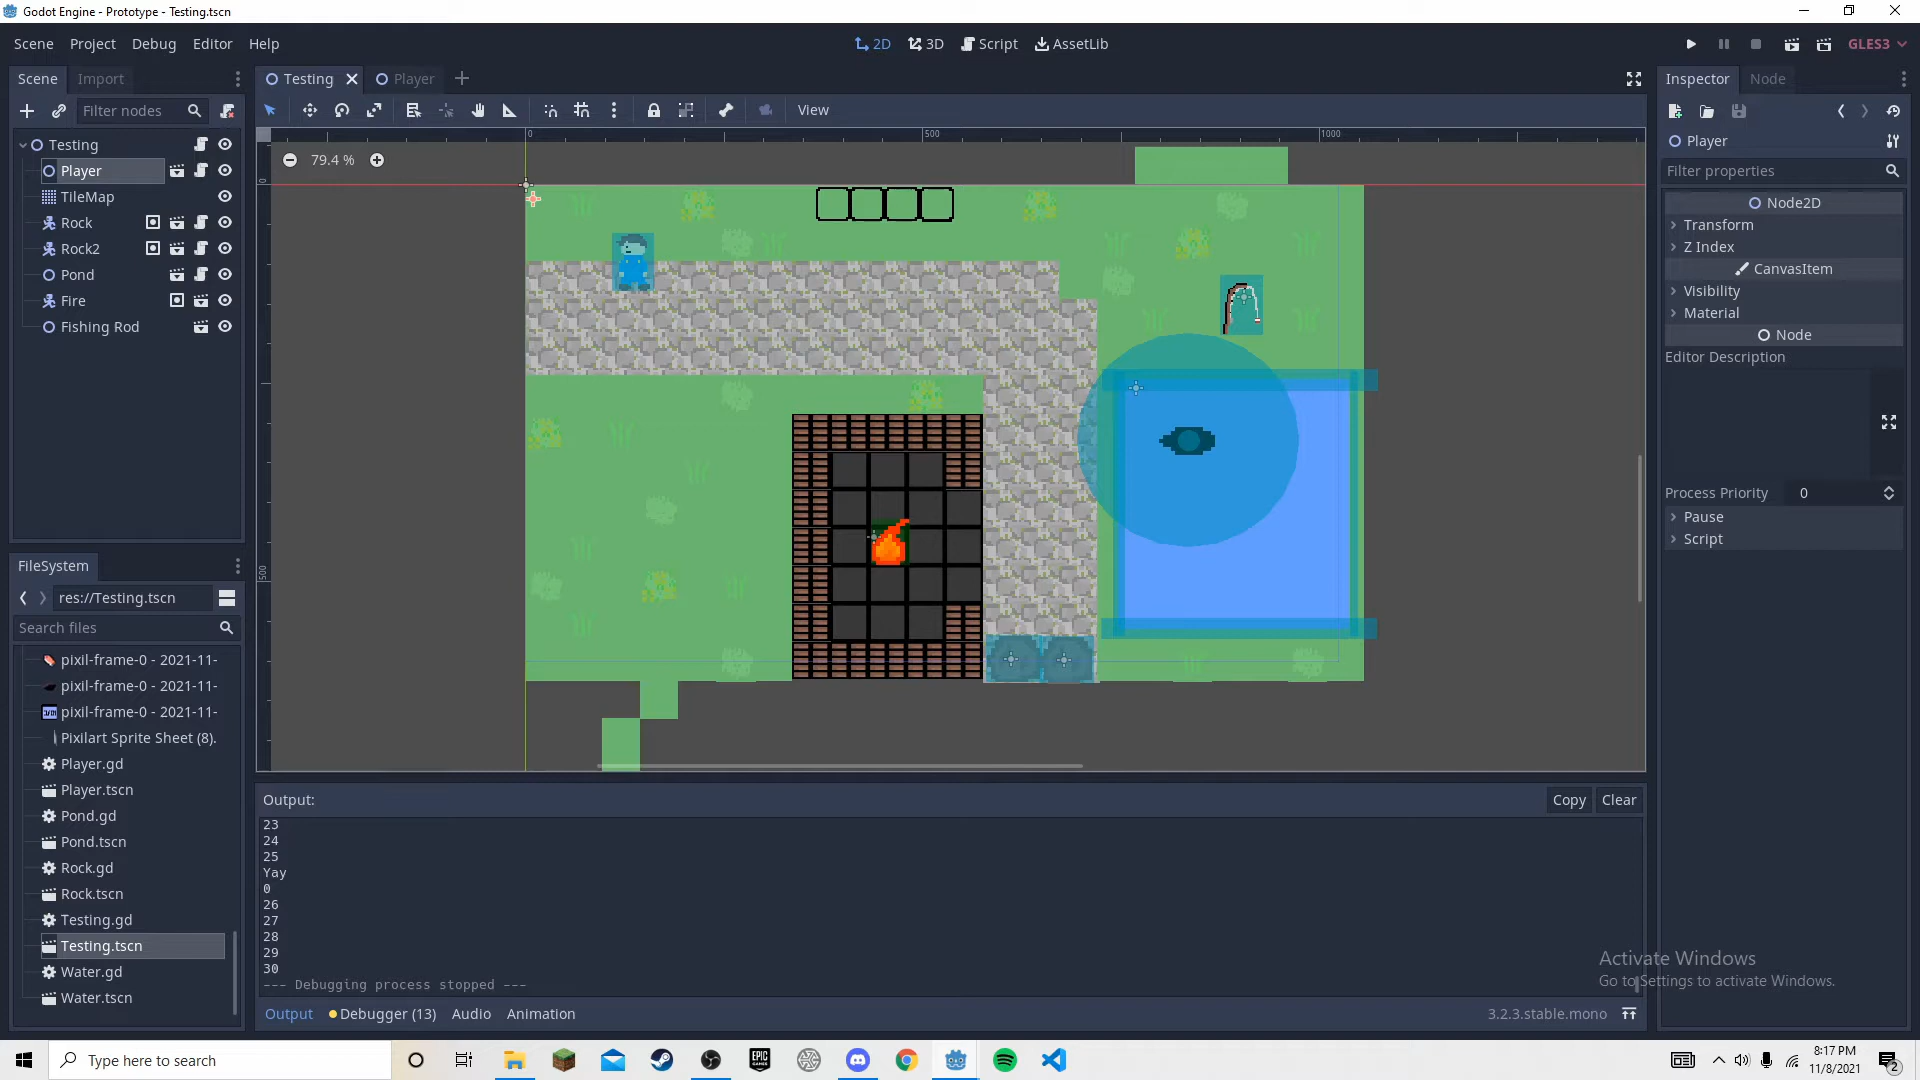 Godot Engine - Prototype - Testing.tscn
Scene Project Debug Editor Help
2D 3D Script AssetLib
GLES3
Scene Import
Testing Player
Inspector Node
Filter nodes
View
79.4 %
0 500 1000
0
500
Testing
Player
TileMap
Rock
Rock2
Pond
Fire
Fishing Rod
Player
Filter properties
Node2D
Transform
Z Index
CanvasItem
Visibility
Material
Node
Editor Description
Process Priority 0
Pause
Script
FileSystem
res://Testing.tscn
Search files
pixil-frame-0 - 2021-11-
pixil-frame-0 - 2021-11-
pixil-frame-0 - 2021-11-
Pixilart Sprite Sheet (8).
Player.gd
Player.tscn
Pond.gd
Pond.tscn
Rock.gd
Rock.tscn
Testing.gd
Testing.tscn
Water.gd
Water.tscn
Output:
Copy Clear
23
24
25
Yay
0
26
27
28
29
30
--- Debugging process stopped ---
Output Debugger (13) Audio Animation
3.2.3.stable.mono
Activate Windows
Go to Settings to activate Windows.
Type here to search
EPIC GAMES
8:17 PM
11/8/2021
2